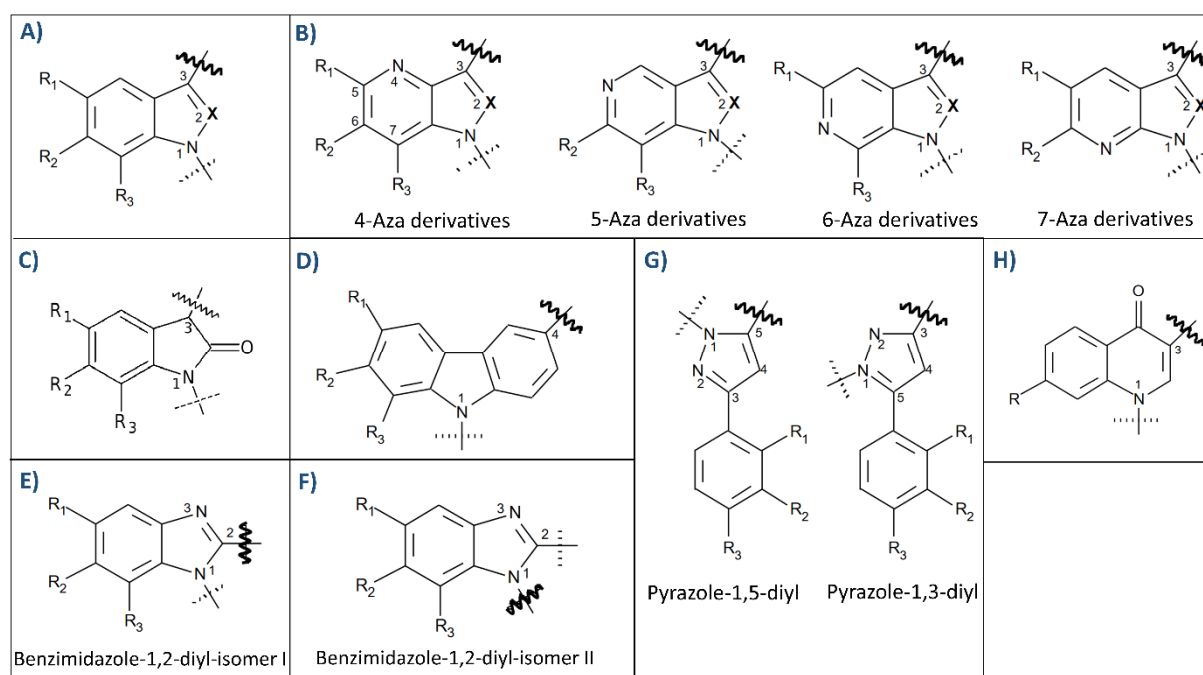 A)
R1
R2
R3
3
2
X
N
1
B)
R1
R2
R3
N
4
5
6
7
3
2
X
N
1
4-Aza derivatives
N
R2
R3
3
2
X
N
1
5-Aza derivatives
R1
N
R3
3
2
X
N
1
6-Aza derivatives
R1
R2
N
3
2
X
N
1
7-Aza derivatives
C)
R1
R2
R3
3
O
N
1
D)
R1
R2
R3
4
1
N
G)
N
1
5
N
2
4
3
R1
R2
R3
Pyrazole-1,5-diyl
N
2
3
N
1
4
5
R1
R2
R3
Pyrazole-1,3-diyl
H)
O
3
1
N
R
E)
R1
R2
R3
3
N
2
N
1
Benzimidazole-1,2-diyl-isomer I
F)
R1
R2
R3
3
N
2
N
1
Benzimidazole-1,2-diyl-isomer II